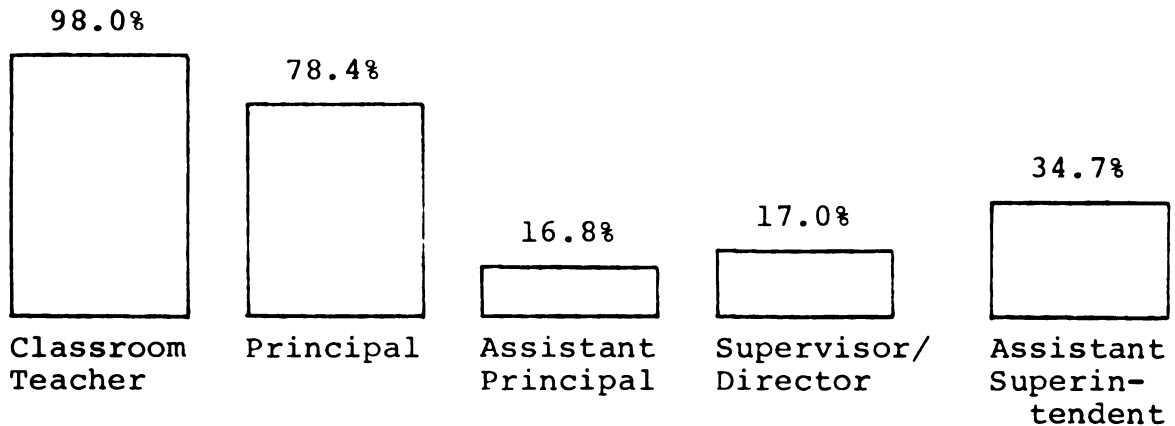 98.0%
78.4%
16.8%
17.0%
34.7%
Classroom
Teacher
Principal
Assistant
Principal
Supervisor/
Director
Assistant
Superin-
tendent